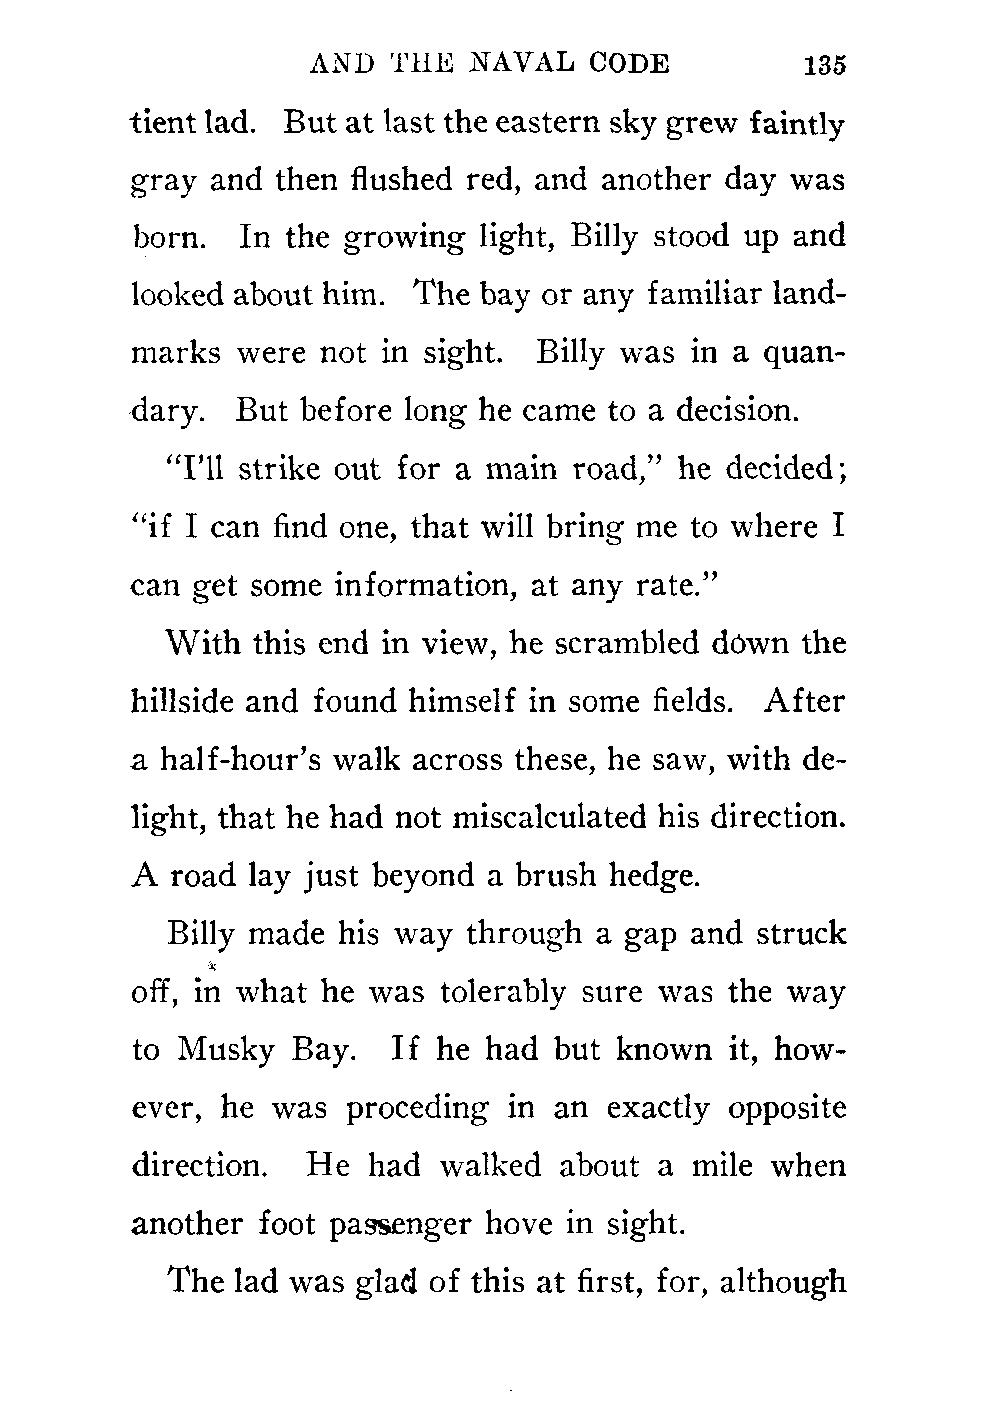 AND THE NAVAL CODE 135
tient lad. But at last the eastern sky grew faintly
gray and then flushed red, and another day was
born. In the growing light, Billy stood up and
looked about him. The bay or any familiar land-
marks were not in sight. Billy was in a quan-
dary. But before long he came to a decision.
"I'll strike out for a main road," he decided;
"if I can find one, that will bring me to where I
can get some information, at any rate."
With this end in view, he scrambled down the
hillside and found himself in some fields. After
a half-hour's walk across these, he saw, with de-
light, that he had not miscalculated his direction.
A road lay just beyond a brush hedge.
Billy made his way through a gap and struck
off, in what he was tolerably sure was the way
to Musky Bay. If he had but known it, how-
ever, he was proceding in an exactly opposite
direction. He had walked about a mile when
another foot passenger hove in sight.
The lad was glad of this at first, for, although